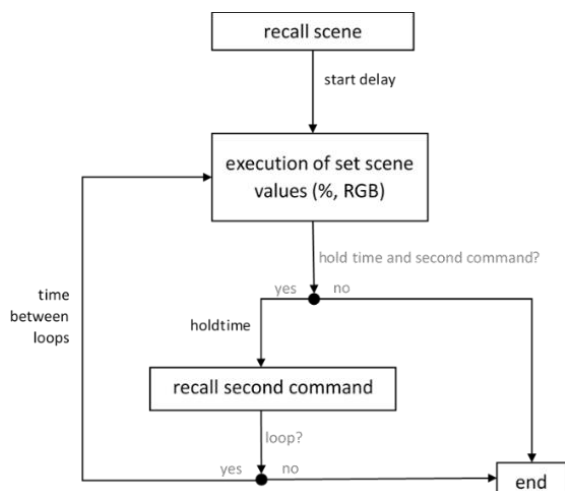 recall scene
start delay
execution of set scene
values (%, RGB)
hold time and second command?
yes no
time
between
loops
holdtime
recall second command
loop?
yes no
end